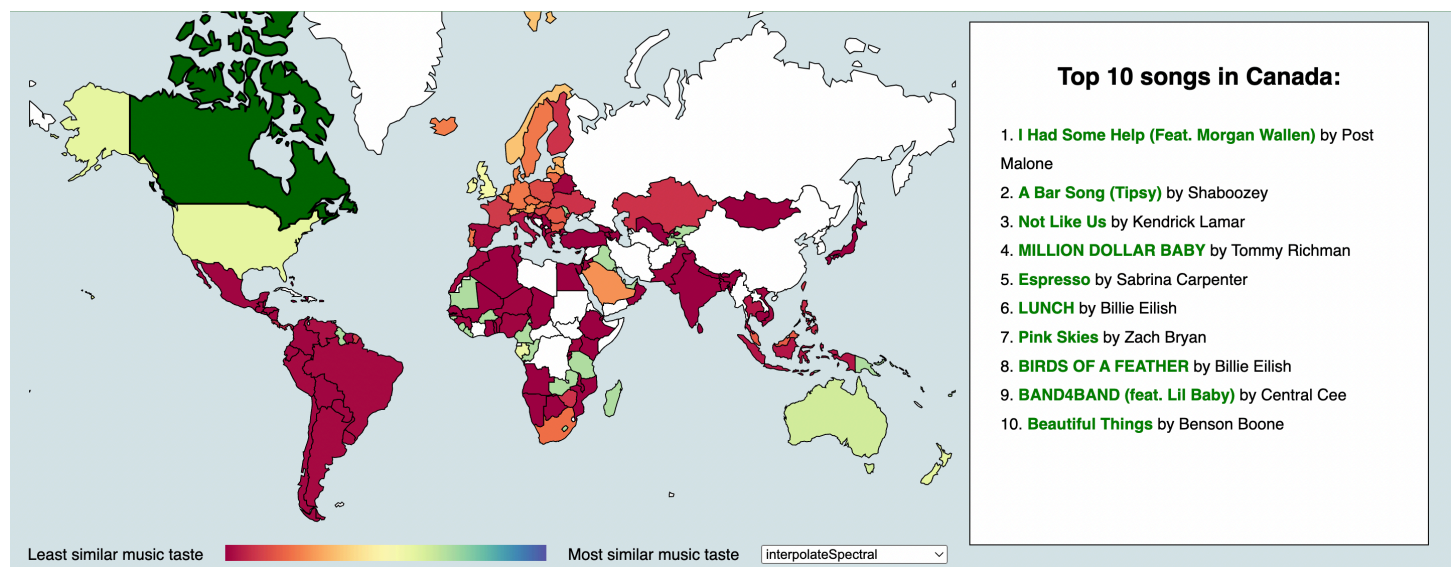 Top 10 songs in Canada:
1. I Had Some Help (Feat. Morgan Wallen) by Post
Malone
2. A Bar Song (Tipsy) by Shaboozey
3. Not Like Us by Kendrick Lamar
4. MILLION DOLLAR BABY by Tommy Richman
5. Espresso by Sabrina Carpenter
6. LUNCH by Billie Eilish
7. Pink Skies by Zach Bryan
8. BIRDS OF A FEATHER by Billie Eilish
9. BAND4BAND (feat. Lil Baby) by Central Cee
10. Beautiful Things by Benson Boone
Least similar music taste
Most similar music taste
interpolateSpectral